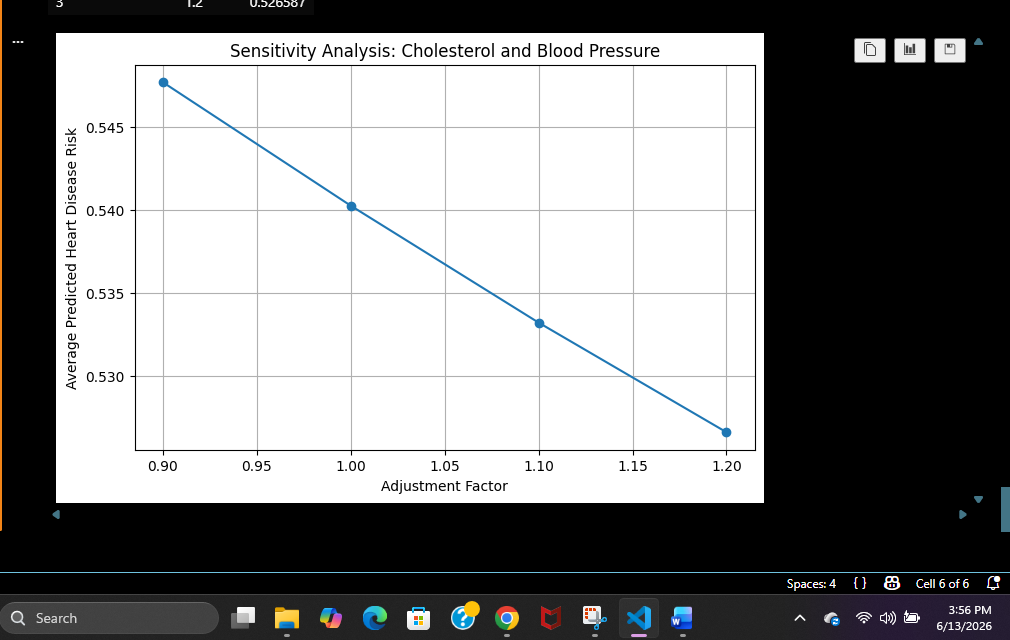 3 1.2 0.526587
...
Sensitivity Analysis: Cholesterol and Blood Pressure
Average Predicted Heart Disease Risk
0.545
0.540
0.535
0.530
0.90 0.95 1.00 1.05 1.10 1.15 1.20
Adjustment Factor
Spaces: 4 { } Cell 6 of 6
Search
W
3:56 PM
6/13/2026